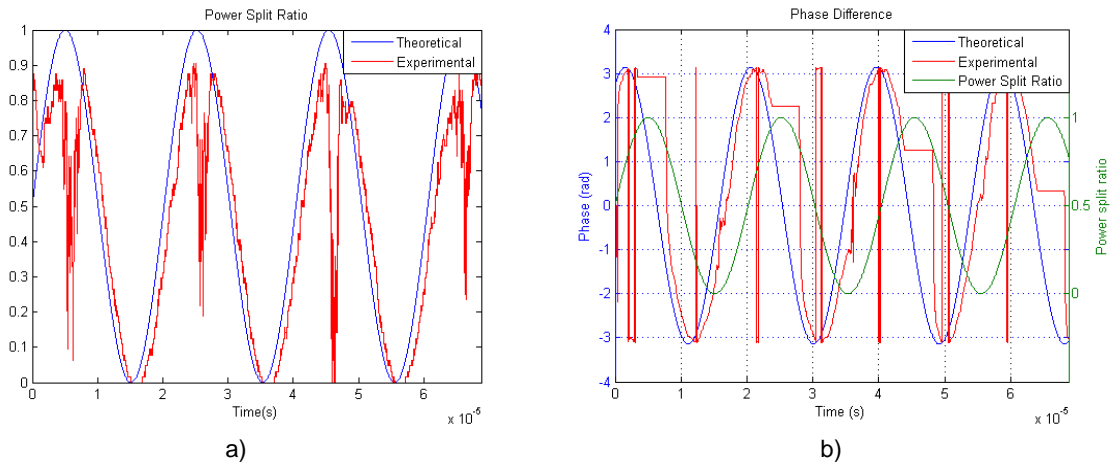 Power Split Ratio
Theoretical
Experimental
1
0.9
0.8
0.7
0.6
0.5
0.4
0.3
0.2
0.1
0
0 1 2 3 4 5 6
Time(s)
x 10⁻⁵
a)
Phase Difference
Theoretical
Experimental
Power Split Ratio
4
3
2
1
0
-1
-2
-3
-4
Phase (rad)
1
0.5
0
Power split ratio
0 1 2 3 4 5 6
Time (s)
x 10⁻⁵
b)